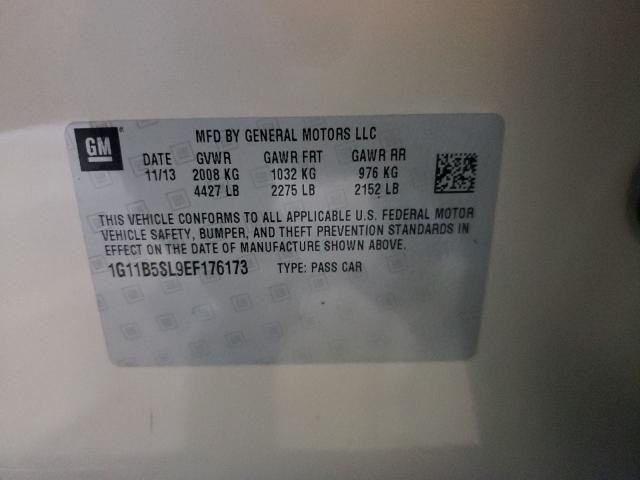 GM
MFD BY GENERAL MOTORS LLC
DATE GVWR GAWR FRT GAWR RR
11/13 2008 KG 1032 KG 976 KG
4427 LB 2275 LB 2152 LB
THIS VEHICLE CONFORMS TO ALL APPLICABLE U.S. FEDERAL MOTOR
VEHICLE SAFETY, BUMPER, AND THEFT PREVENTION STANDARDS IN
EFFECT ON THE DATE OF MANUFACTURE SHOWN ABOVE.
1G11B5SL9EF176173 TYPE: PASS CAR